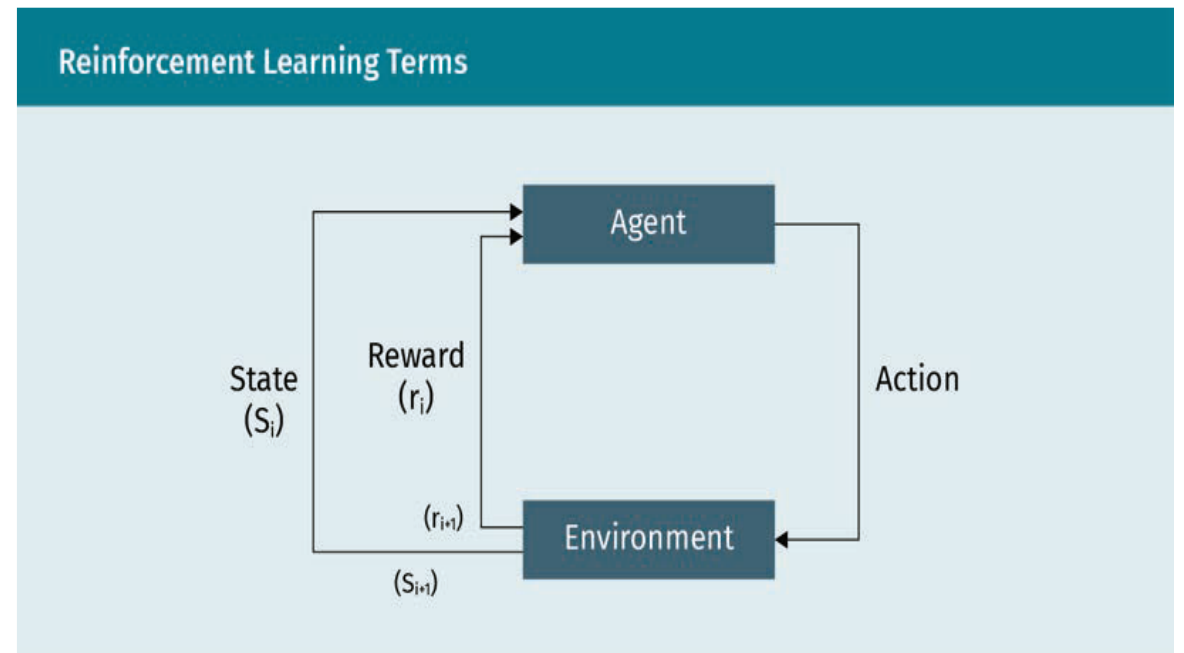 Reinforcement Learning Terms
Agent
Reward
(rᵢ)
State
(Sᵢ)
Action
(rᵢ₊₁)
Environment
(Sᵢ₊₁)